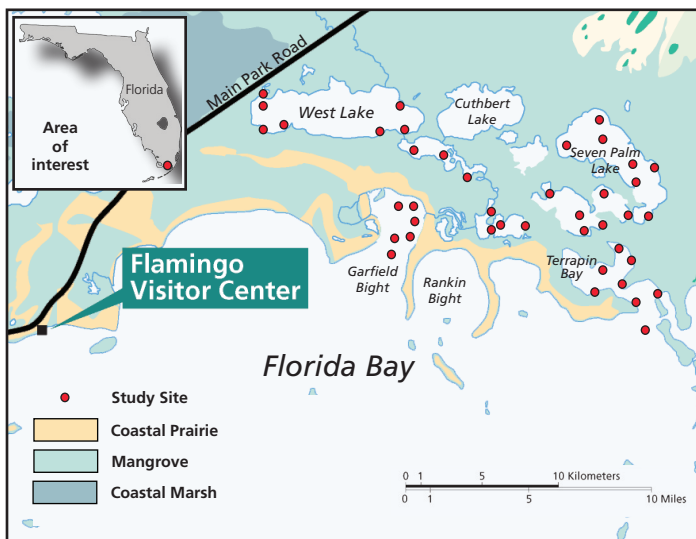 Florida
Area
of
interest
Main Park Road
West Lake
Cuthbert
Lake
Seven Palm
Lake
Flamingo
Visitor Center
Garfield
Bight
Rankin
Bight
Terrapin
Bay
Florida Bay
Study Site
Coastal Prairie
Mangrove
Coastal Marsh
0 1 5 10 Kilometers
0 1 5 10 Miles